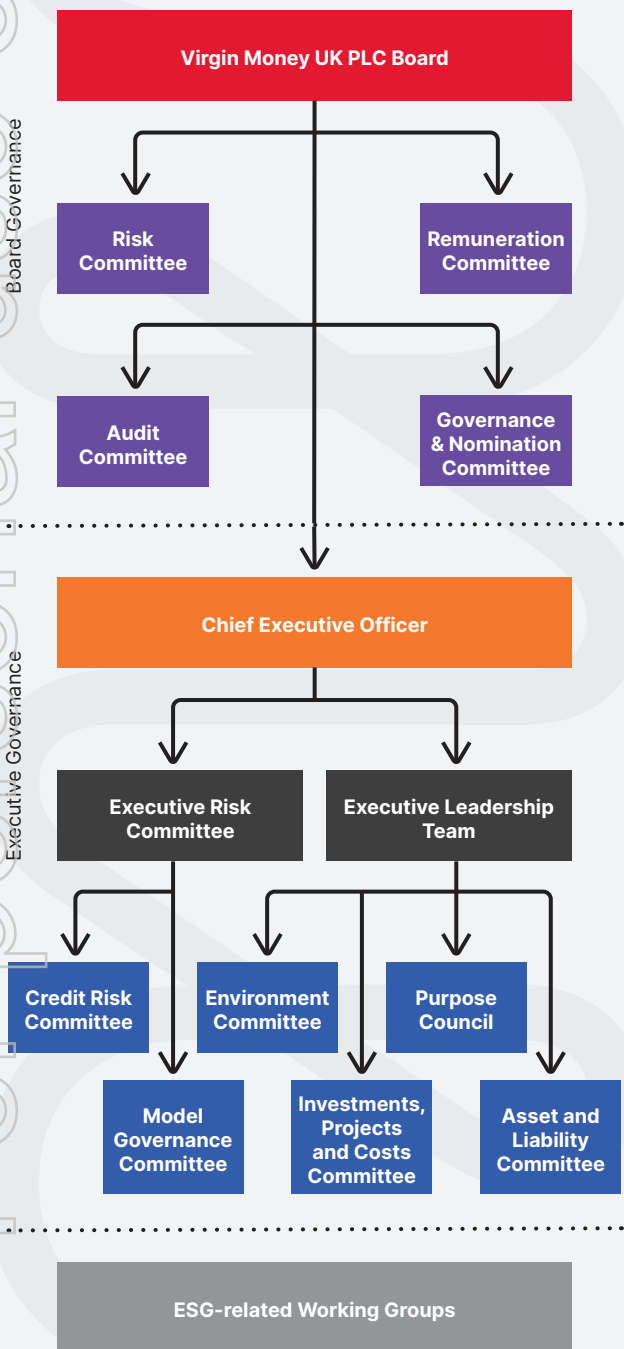 Virgin Money UK PLC Board
Board Governance
Risk
Committee
Remuneration
Committee
Audit
Committee
Governance
& Nomination
Committee
Chief Executive Officer
Executive Governance
Executive Risk
Committee
Executive Leadership
Team
Credit Risk
Committee
Environment
Committee
Purpose
Council
Model
Governance
Committee
Investments,
Projects
and Costs
Committee
Asset and
Liability
Committee
ESG-related Working Groups